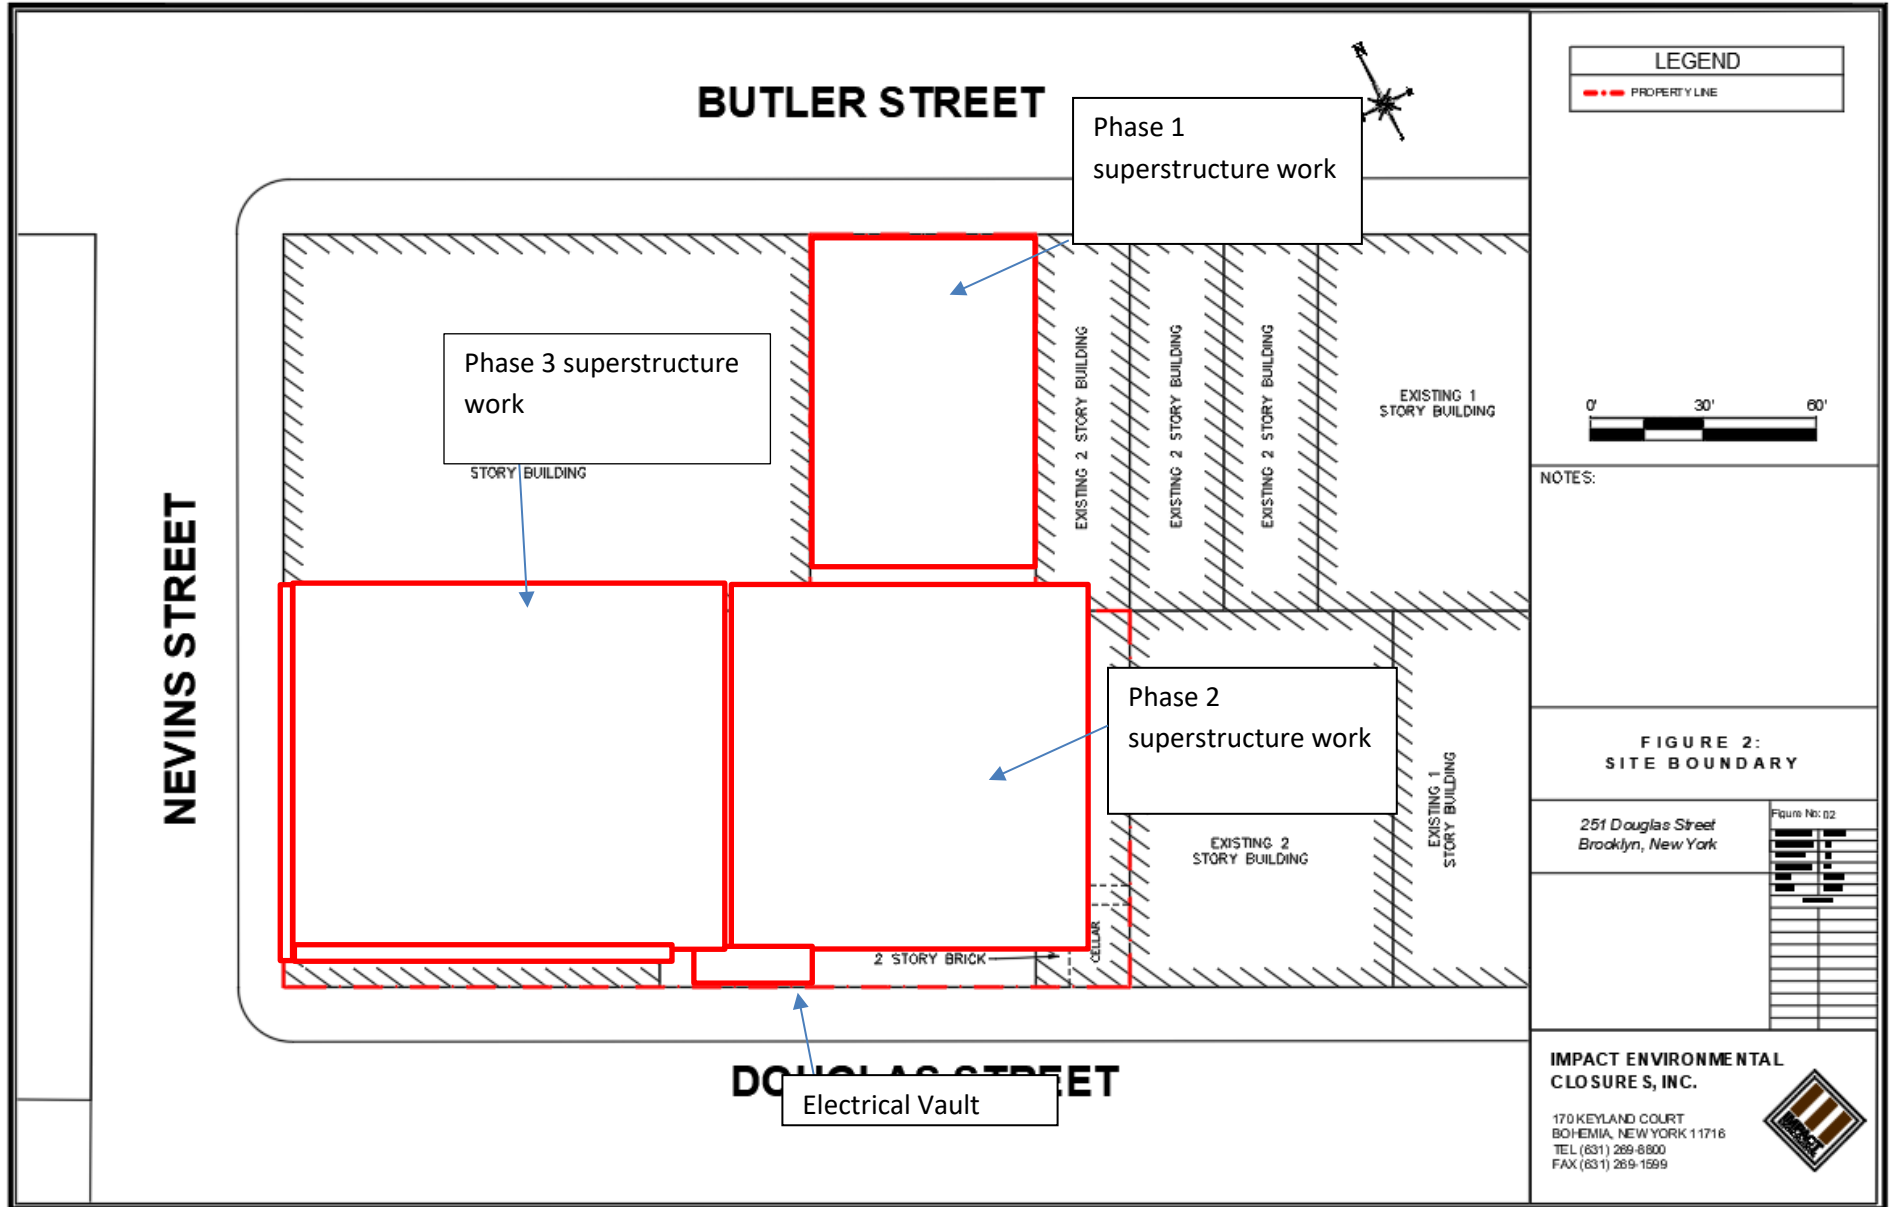 BUTLER STREET
N
Phase 1
superstructure work
LEGEND
PROPERTY LINE
Phase 3 superstructure
work
STORY BUILDING
EXISTING 2 STORY BUILDING
EXISTING 2 STORY BUILDING
EXISTING 2 STORY BUILDING
EXISTING 1
STORY BUILDING
0' 30' 60'
NOTES:
NEVINS STREET
Phase 2
superstructure work
EXISTING 2
STORY BUILDING
EXISTING 1
STORY BUILDING
CELLAR
2 STORY BRICK
FIGURE 2:
SITE BOUNDARY
251 Douglas Street
Brooklyn, New York
Figure No: 02
Electrical Vault
IMPACT ENVIRONMENTAL
CLOSURES, INC.
170 KEYLAND COURT
BOHEMIA, NEW YORK 11716
TEL (631) 269-8800
FAX (631) 269-1599
IMPACT